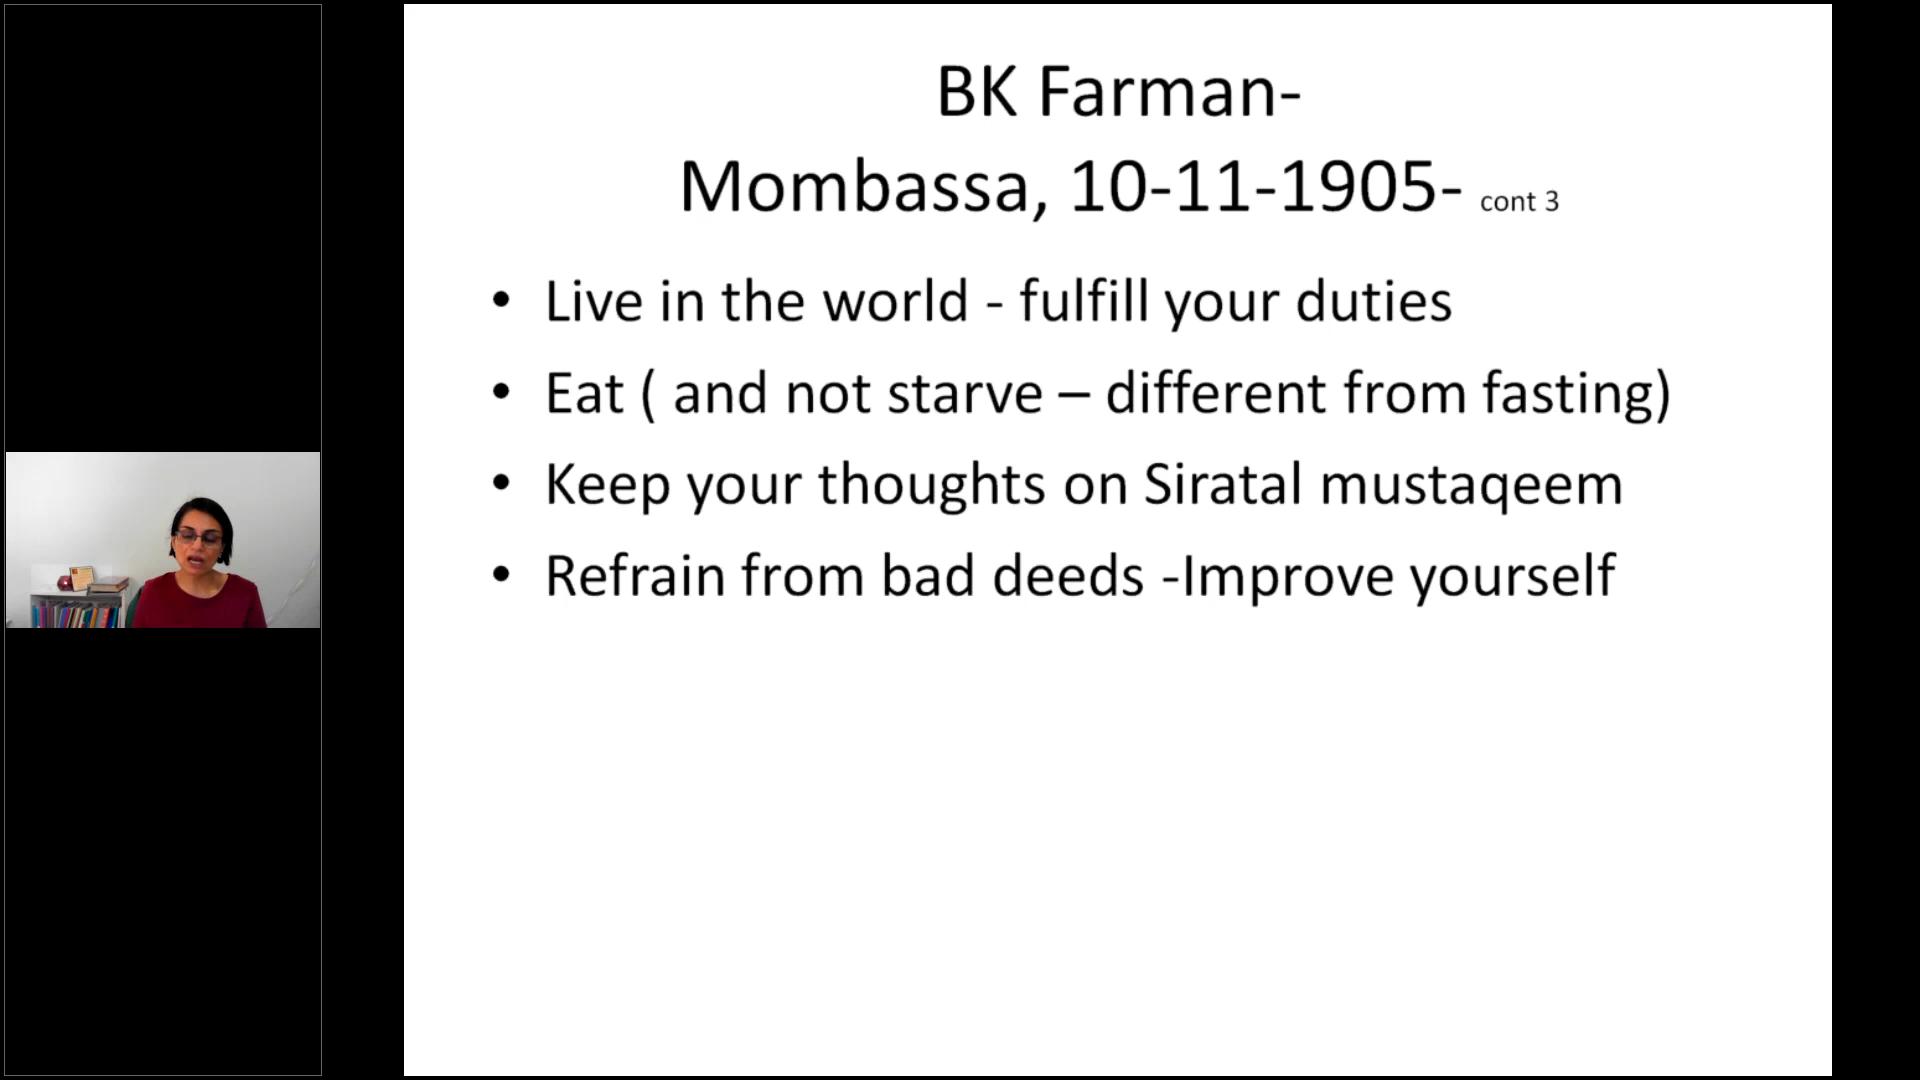 BK Farman-
Mombassa, 10-11-1905- cont 3
• Live in the world - fulfill your duties
• Eat ( and not starve – different from fasting)
• Keep your thoughts on Siratal mustaqeem
• Refrain from bad deeds -Improve yourself